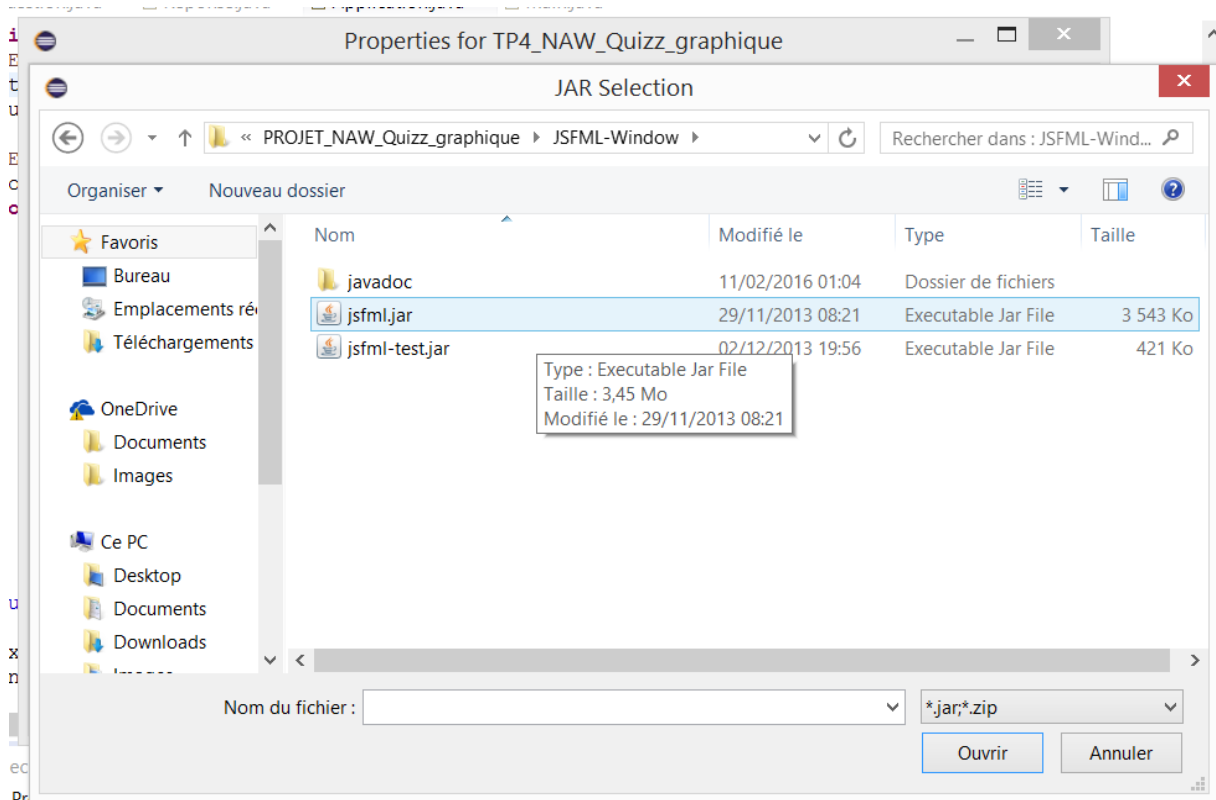 Properties for TP4_NAW_Quizz_graphique
JAR Selection
« PROJET_NAW_Quizz_graphique JSFML-Window
Rechercher dans : JSFML-Wind...
Organiser Nouveau dossier
Nom Modifié le Type Taille
Favoris
Bureau
Emplacements ré
Téléchargements
OneDrive
Documents
Images
Ce PC
Desktop
Documents
Downloads
javadoc 11/02/2016 01:04 Dossier de fichiers
jsfml.jar 29/11/2013 08:21 Executable Jar File 3 543 Ko
jsfml-test.jar 02/12/2013 19:56 Executable Jar File 421 Ko
Type : Executable Jar File
Taille : 3,45 Mo
Modifié le : 29/11/2013 08:21
Nom du fichier :
*.jar;*.zip
Ouvrir Annuler